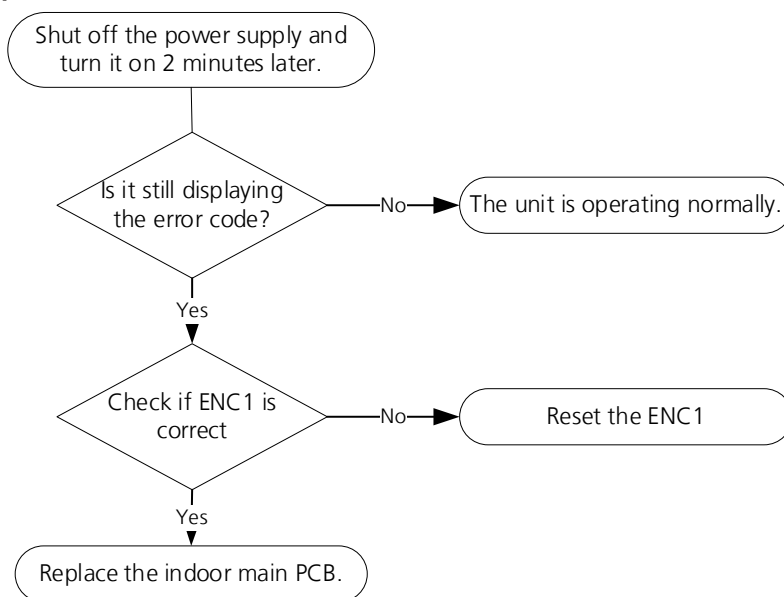 Shut off the power supply and
turn it on 2 minutes later.
Is it still displaying
the error code?
No
The unit is operating normally.
Yes
Check if ENC1 is
correct
No
Reset the ENC1
Yes
Replace the indoor main PCB.